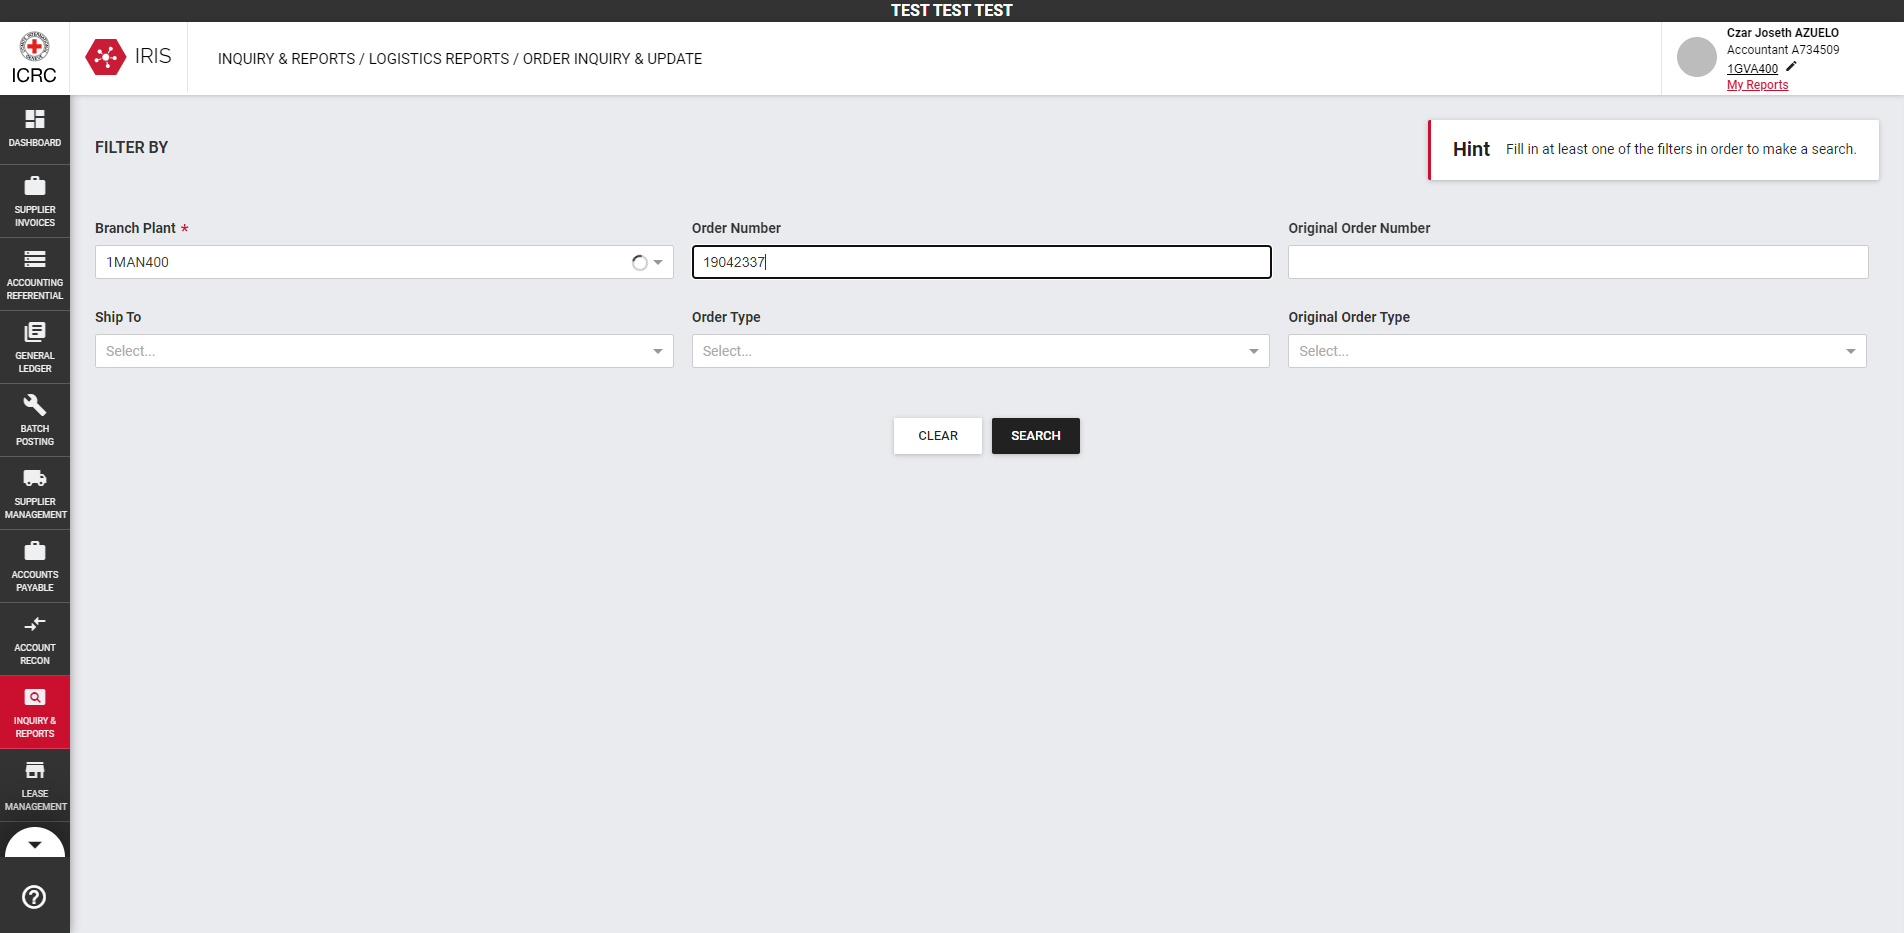 TEST TEST TEST
ICRC
IRIS
INQUIRY & REPORTS / LOGISTICS REPORTS / ORDER INQUIRY & UPDATE
Czar Joseth AZUELO
Accountant A734509
1GVA400
My Reports
DASHBOARD
SUPPLIER
INVOICES
ACCOUNTING
REFERENTIAL
GENERAL
LEDGER
BATCH
POSTING
SUPPLIER
MANAGEMENT
ACCOUNTS
PAYABLE
ACCOUNT
RECON
INQUIRY &
REPORTS
LEASE
MANAGEMENT
FILTER BY
Hint Fill in at least one of the filters in order to make a search.
Branch Plant *
1MAN400
Order Number
19042337
Original Order Number
Ship To
Select...
Order Type
Select...
Original Order Type
Select...
CLEAR
SEARCH